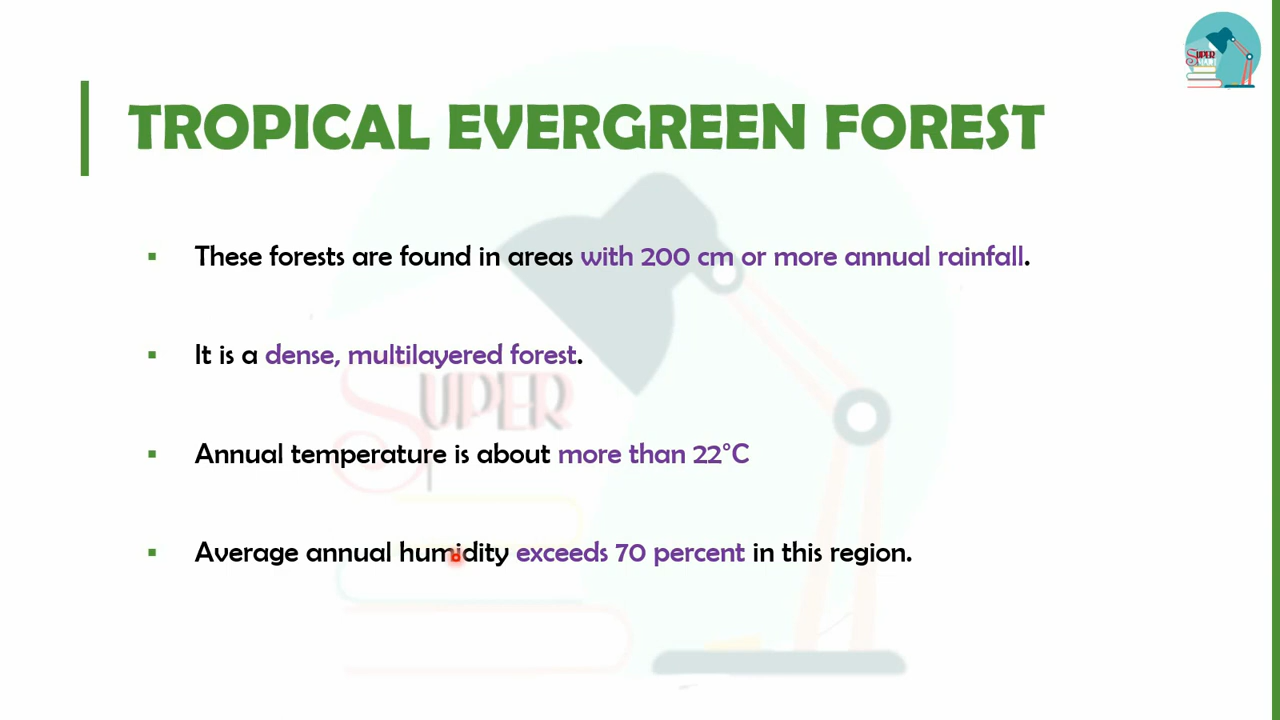 TROPICAL EVERGREEN FOREST
These forests are found in areas with 200 cm or more annual rainfall.
It is a dense, multilayered forest.
Annual temperature is about more than 22°C
Average annual humidity exceeds 70 percent in this region.
SUPER